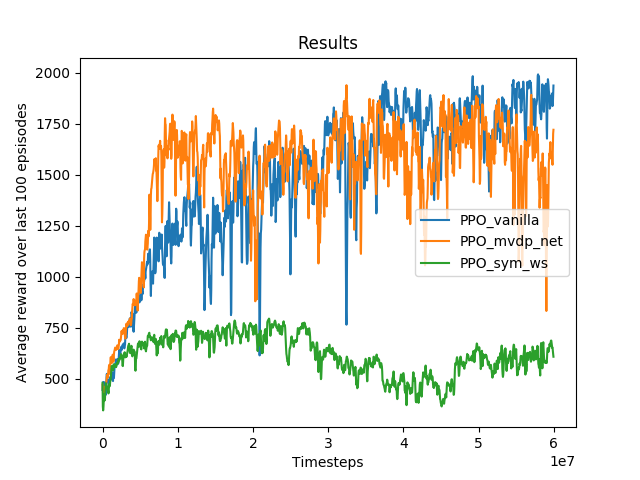 Results
Average reward over last 100 epsisodes
2000
1750
1500
1250
1000
750
500
PPO_vanilla
PPO_mvdp_net
PPO_sym_ws
0 1 2 3 4 5 6
1e7
Timesteps